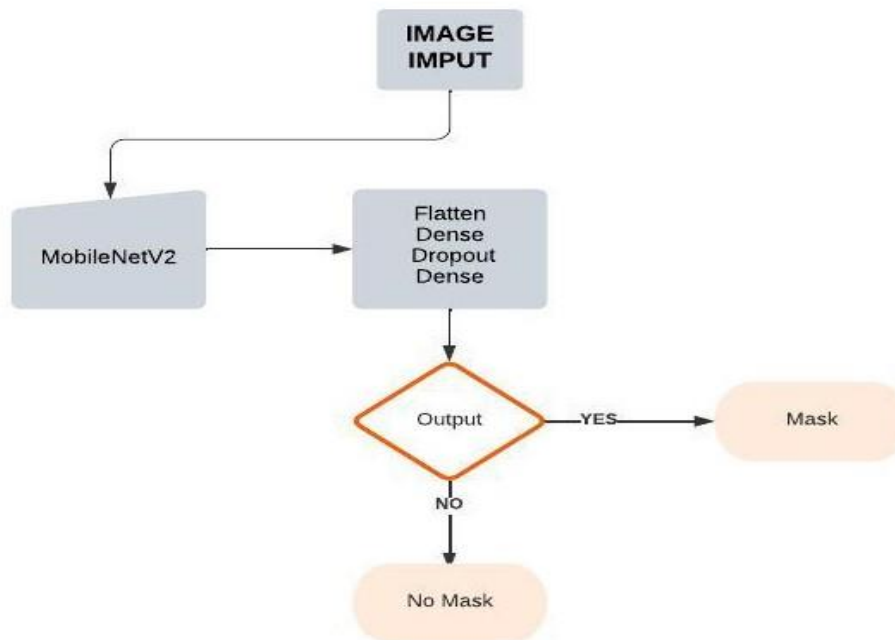 IMAGE
IMPUT
MobileNetV2
Flatten
Dense
Dropout
Dense
Output
YES
Mask
NO
No Mask